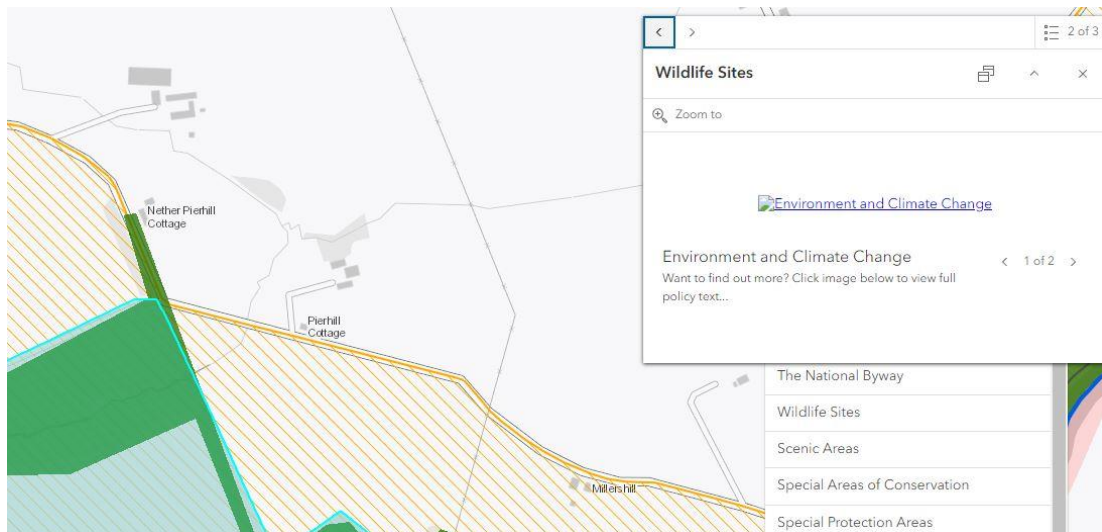 Nether Pierhill
Cottage
Pierhill
Cottage
Millershill
2 of 3
Wildlife Sites
Zoom to
Environment and Climate Change
Environment and Climate Change
1 of 2
Want to find out more? Click image below to view full
policy text...
The National Byway
Wildlife Sites
Scenic Areas
Special Areas of Conservation
Special Protection Areas